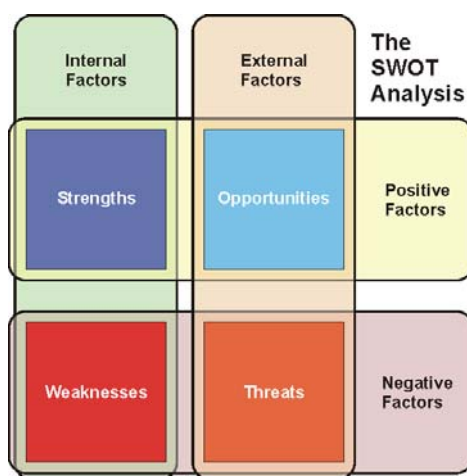 Internal
Factors
External
Factors
The
SWOT
Analysis
Strengths
Opportunities
Positive
Factors
Weaknesses
Threats
Negative
Factors